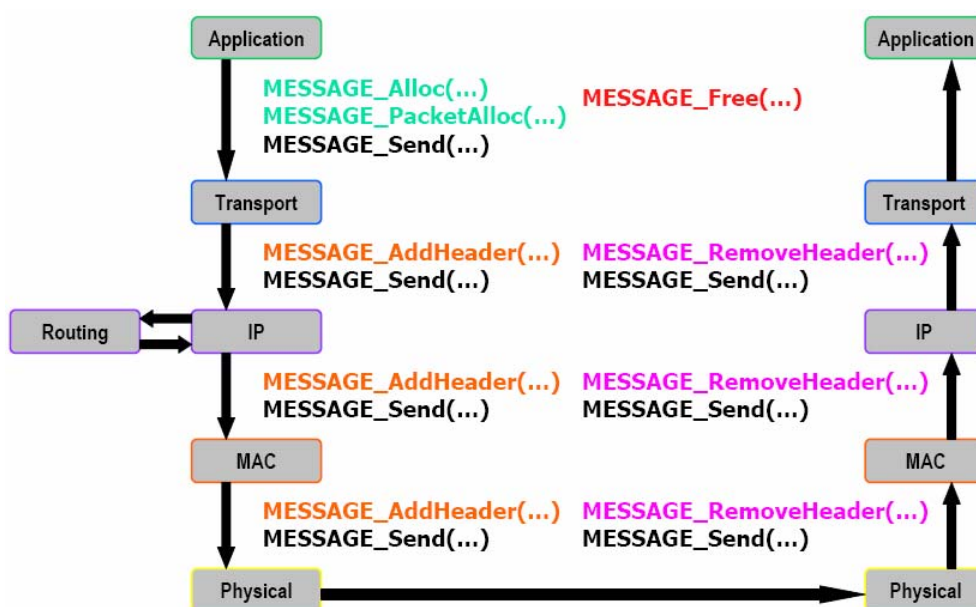 Application
Application
MESSAGE_Alloc(...)
MESSAGE_PacketAlloc(...)
MESSAGE_Send(...)
MESSAGE_Free(...)
Transport
Transport
MESSAGE_AddHeader(...)
MESSAGE_Send(...)
MESSAGE_RemoveHeader(...)
MESSAGE_Send(...)
Routing
IP
IP
MESSAGE_AddHeader(...)
MESSAGE_Send(...)
MESSAGE_RemoveHeader(...)
MESSAGE_Send(...)
MAC
MAC
MESSAGE_AddHeader(...)
MESSAGE_Send(...)
MESSAGE_RemoveHeader(...)
MESSAGE_Send(...)
Physical
Physical